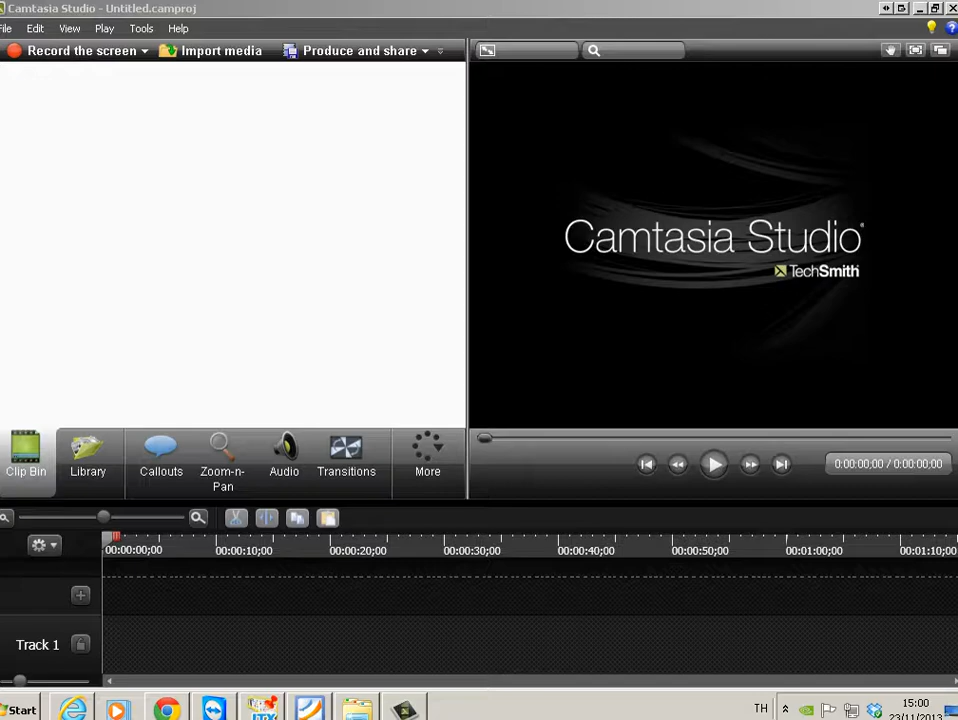 Camtasia Studio - Untitled.camproj
File Edit View Play Tools Help
Record the screen Import media Produce and share
Camtasia Studio®
TechSmith
Clip Bin Library Callouts Zoom-n-Pan Audio Transitions More
0:00:00;00 / 0:00:00;00
00:00:00;00 00:00:10;00 00:00:20;00 00:00:30;00 00:00:40;00 00:00:50;00 00:01:00;00 00:01:10;00
Track 1
Start TH 15:00
23/11/2013